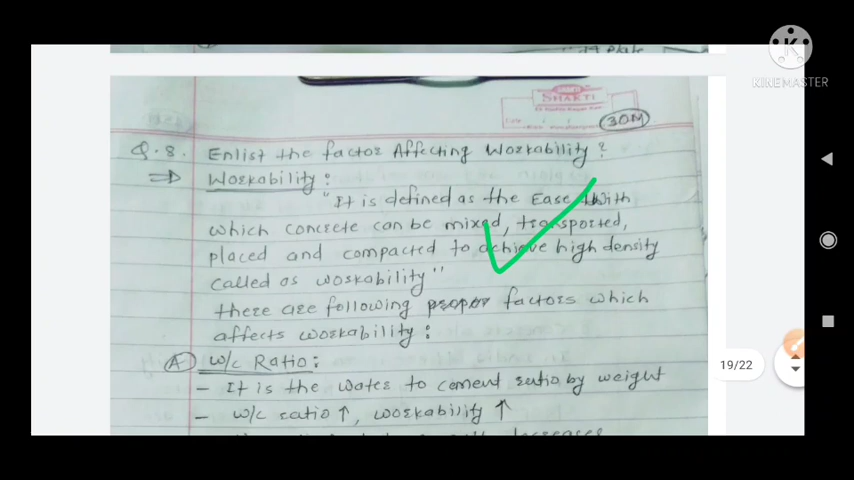 KINEMASTER
SHAKTI
30M
Q.8. Enlist the factor Affecting Workability?
⇒ Workability:
"It is defined as the Ease With
which concrete can be mixed, transported,
placed and compacted to achieve high density
called as workability"
there are following factors which
affects workability:
(A) W/C Ratio:
- It is the water to cement ratio by weight
- W/C ratio ↑, workability ↑
decreases
19/22